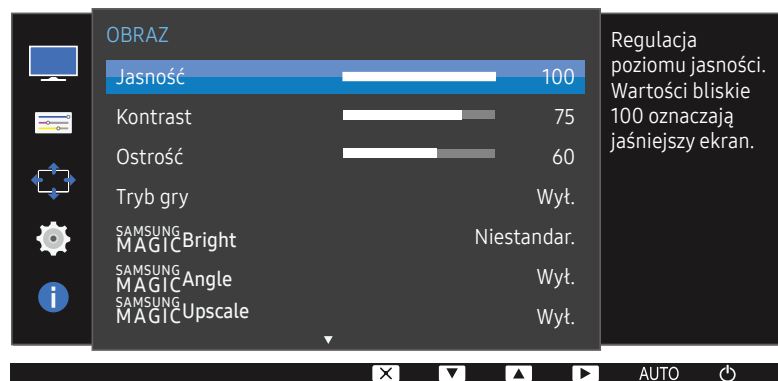 OBRAZ
Jasność 100
Kontrast 75
Ostrość 60
Tryb gry Wył.
SAMSUNG MAGIC Bright Niestandar.
SAMSUNG MAGIC Angle Wył.
SAMSUNG MAGIC Upscale Wył.
Regulacja
poziomu jasności.
Wartości bliskie
100 oznaczają
jaśniejszy ekran.
AUTO